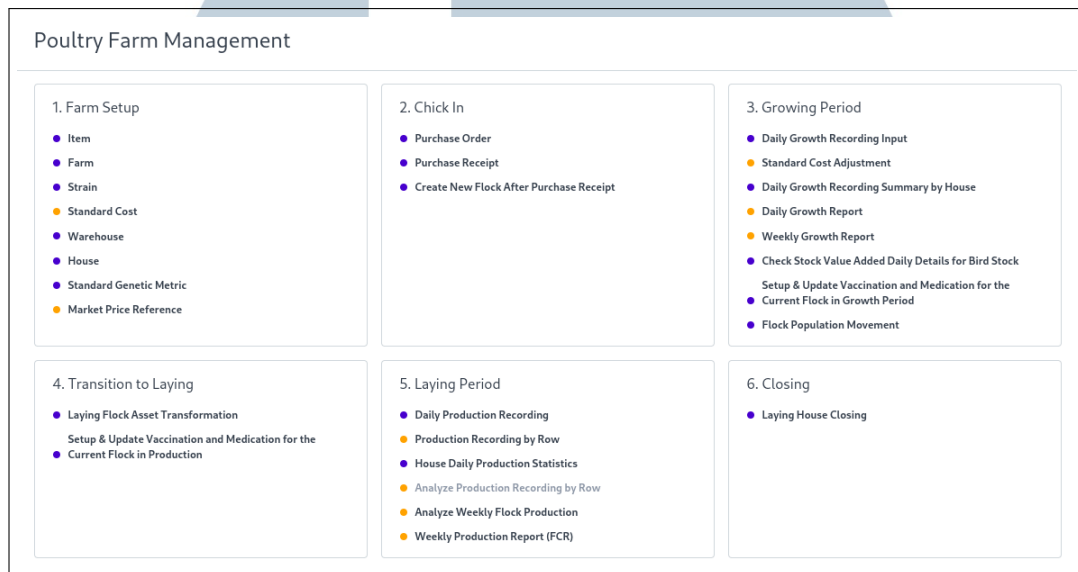 Poultry Farm Management
1. Farm Setup
Item
Farm
Strain
Standard Cost
Warehouse
House
Standard Genetic Metric
Market Price Reference
2. Chick In
Purchase Order
Purchase Receipt
Create New Flock After Purchase Receipt
3. Growing Period
Daily Growth Recording Input
Standard Cost Adjustment
Daily Growth Recording Summary by House
Daily Growth Report
Weekly Growth Report
Check Stock Value Added Daily Details for Bird Stock
Setup & Update Vaccination and Medication for the
Current Flock in Growth Period
Flock Population Movement
4. Transition to Laying
Laying Flock Asset Transformation
Setup & Update Vaccination and Medication for the
Current Flock in Production
5. Laying Period
Daily Production Recording
Production Recording by Row
House Daily Production Statistics
Analyze Production Recording by Row
Analyze Weekly Flock Production
Weekly Production Report (FCR)
6. Closing
Laying House Closing